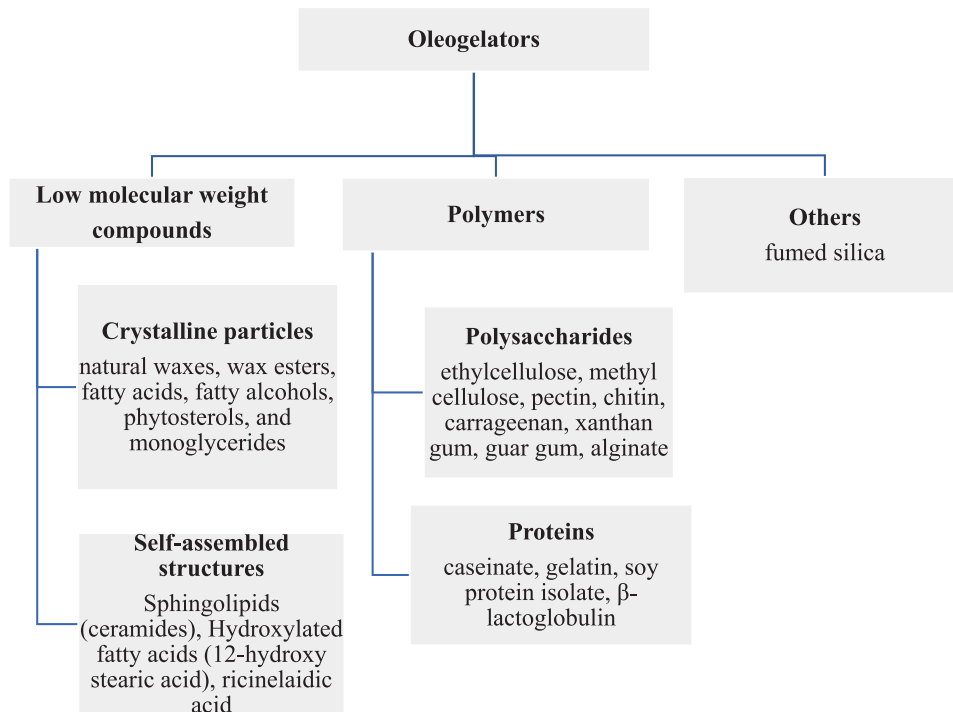 Oleogelators
Low molecular weight
compounds
Polymers
Others
fumed silica
Crystalline particles
natural waxes, wax esters,
fatty acids, fatty alcohols,
phytosterols, and
monoglycerides
Polysaccharides
ethylcellulose, methyl
cellulose, pectin, chitin,
carrageenan, xanthan
gum, guar gum, alginate
Self-assembled
structures
Sphingolipids
(ceramides), Hydroxylated
fatty acids (12-hydroxy
stearic acid), ricinelaidic
acid
Proteins
caseinate, gelatin, soy
protein isolate, β-
lactoglobulin